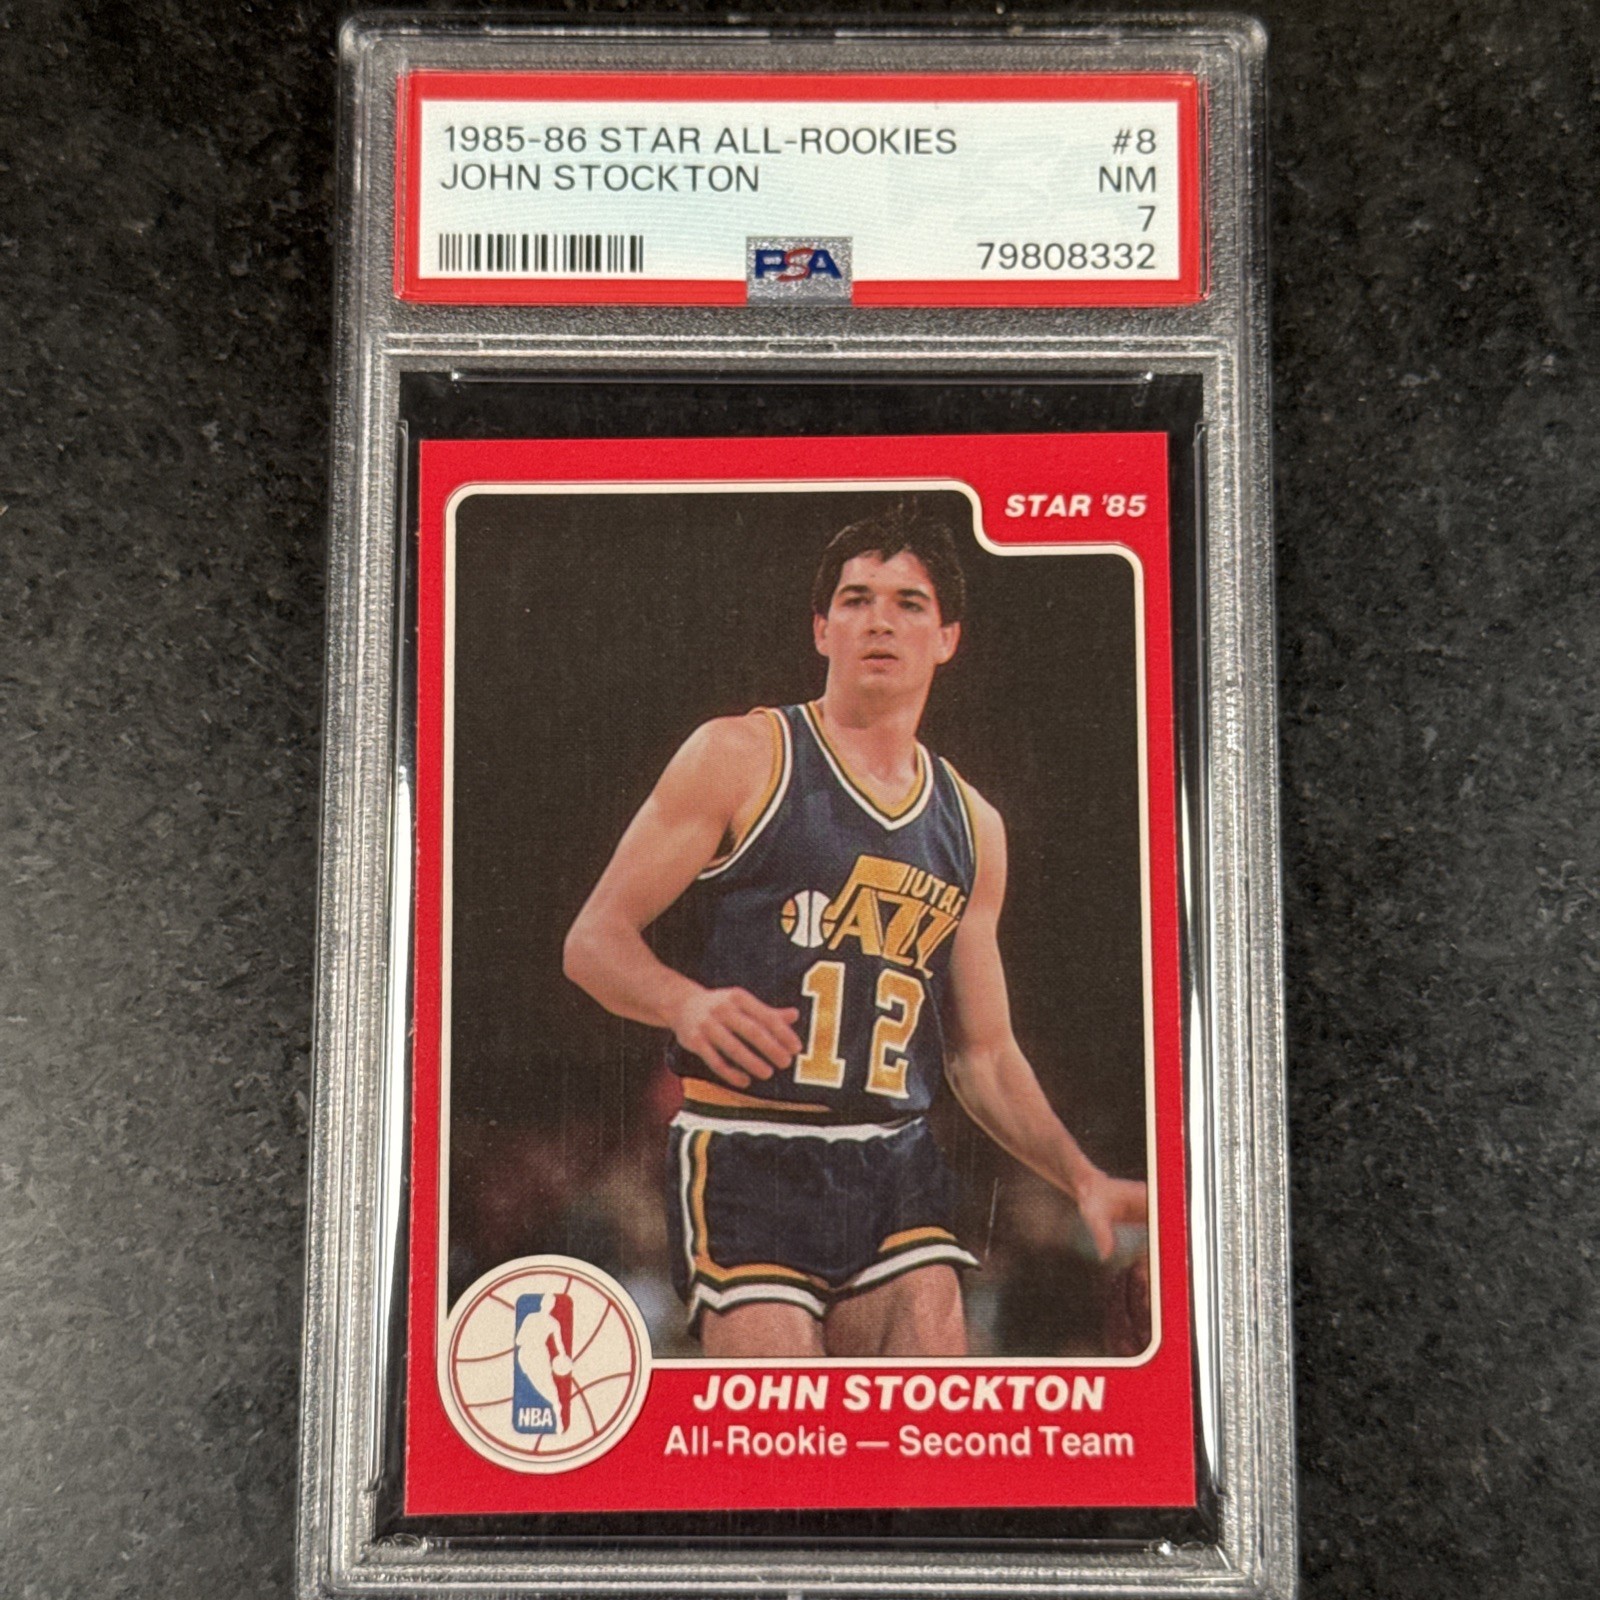 1985-86 STAR ALL-ROOKIES #8
JOHN STOCKTON NM
7
PSA 79808332
STAR '85
UTAH
JAZZ
12
NBA
JOHN STOCKTON
All-Rookie — Second Team